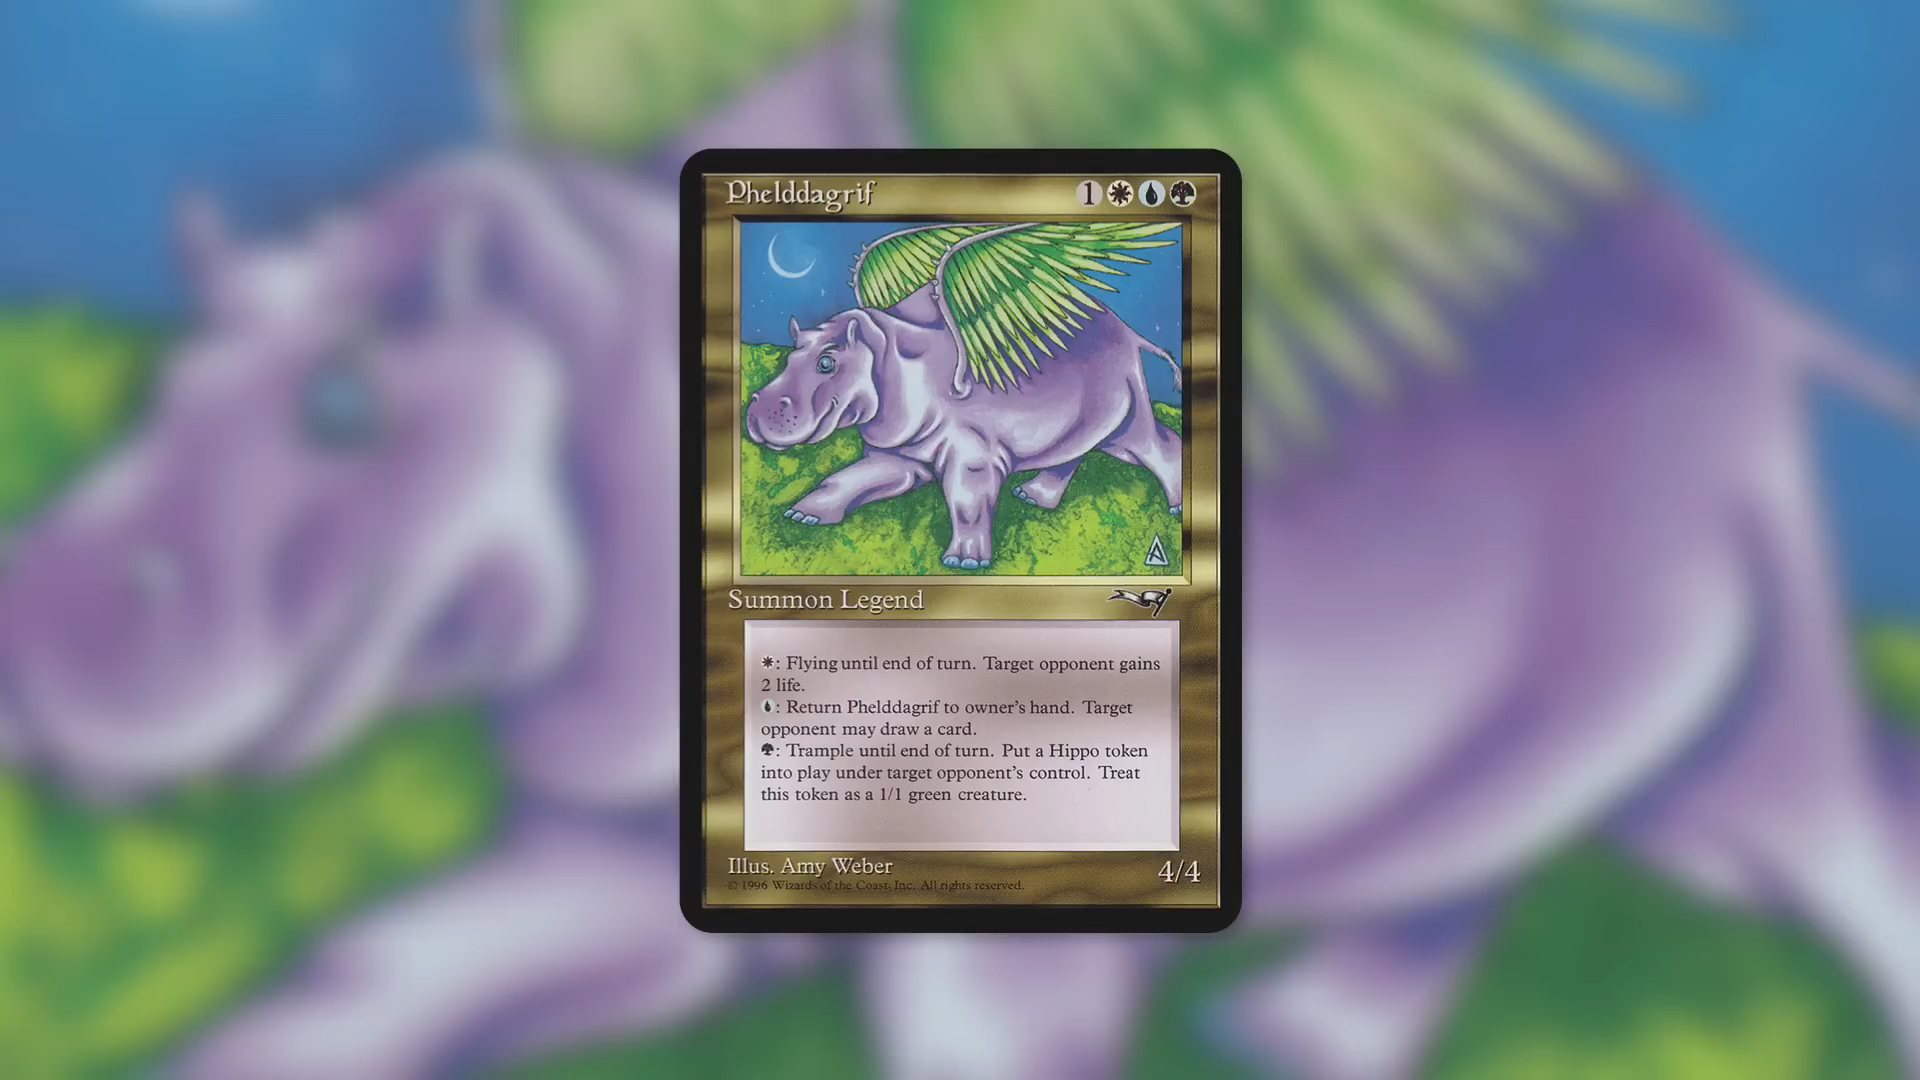 Phelddagrif 1
Summon Legend
: Flying until end of turn. Target opponent gains
2 life.
: Return Phelddagrif to owner's hand. Target
opponent may draw a card.
: Trample until end of turn. Put a Hippo token
into play under target opponent's control. Treat
this token as a 1/1 green creature.
Illus. Amy Weber
4/4
© 1996 Wizards of the Coast, Inc. All rights reserved.